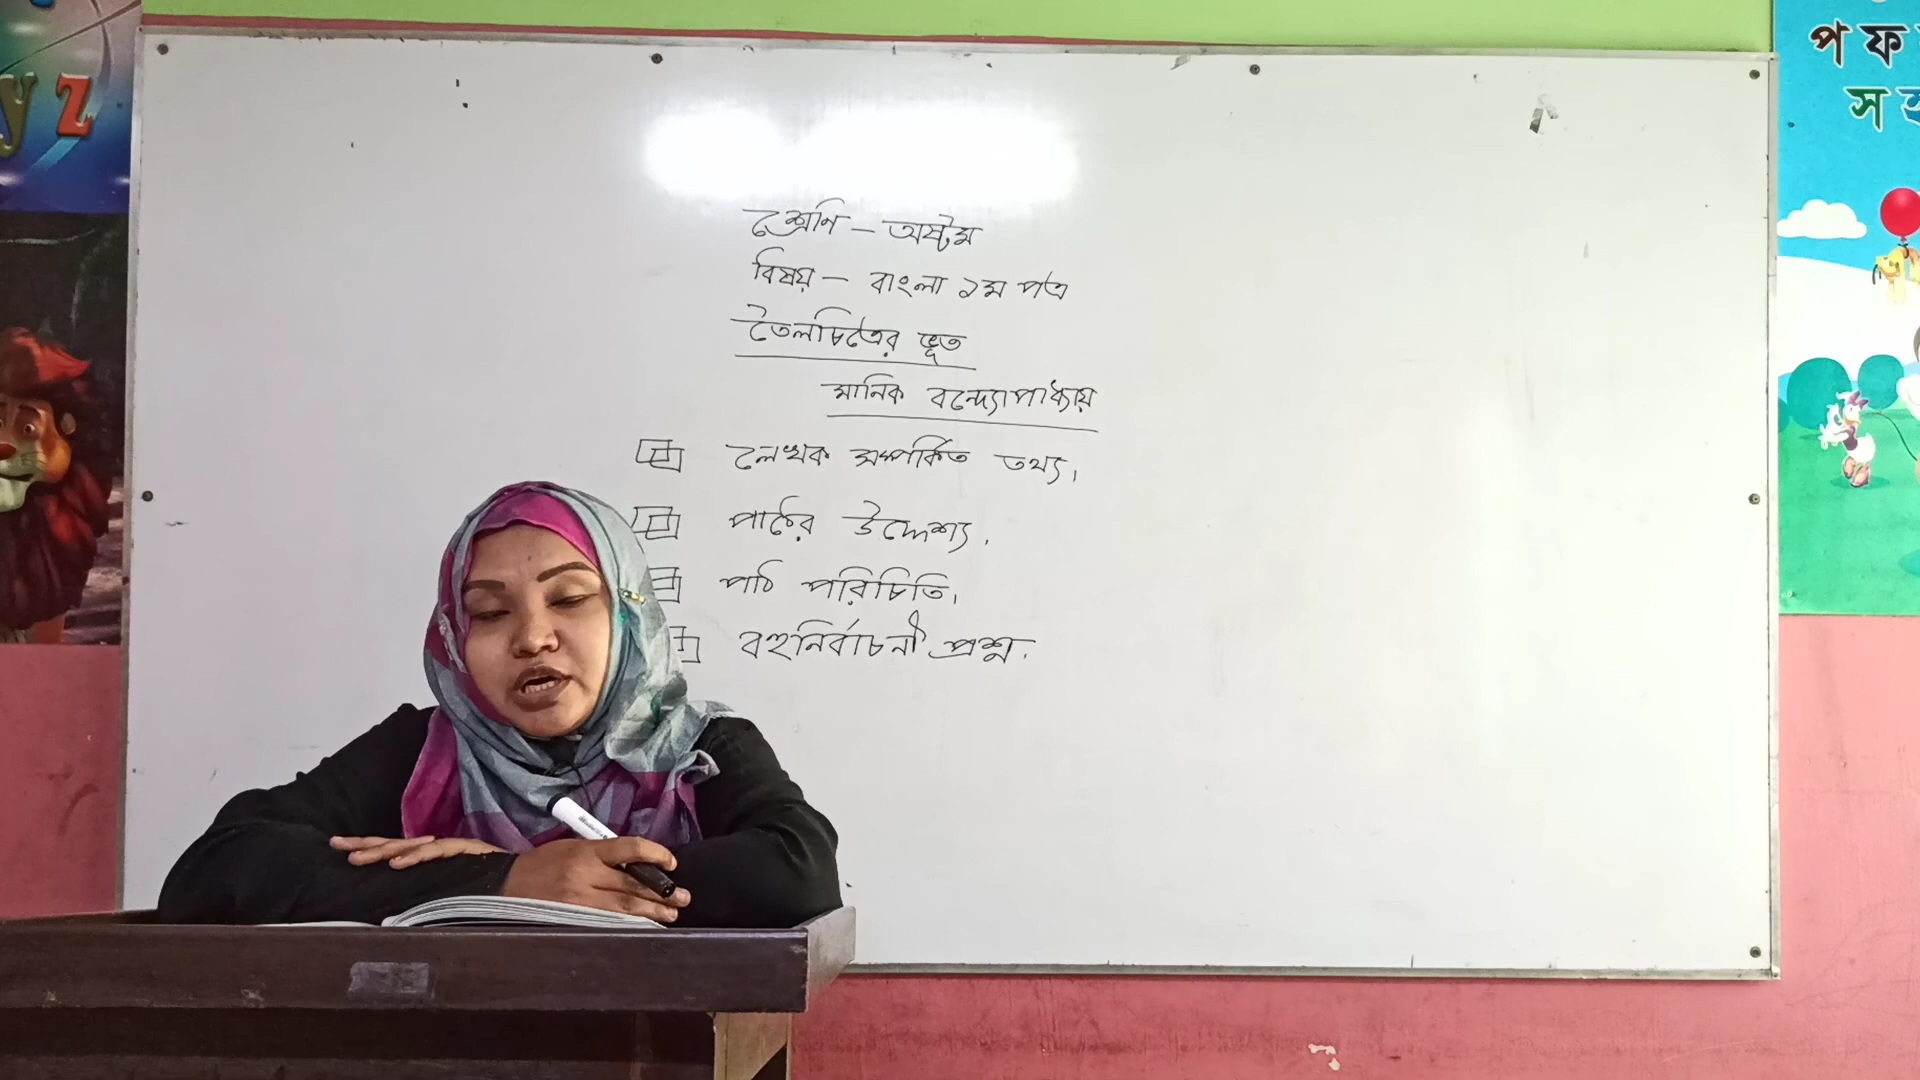 y z
প ফ
স হ
শ্রেণি – অষ্টম
বিষয় – বাংলা ১ম পত্র
তৈলচিত্রের ভূত
মানিক বন্দ্যোপাধ্যায়
লেখক সম্পর্কিত তথ্য।
পাঠের উদ্দেশ্য।
পাঠ পরিচিতি।
বহুনির্বাচনী প্রশ্ন।